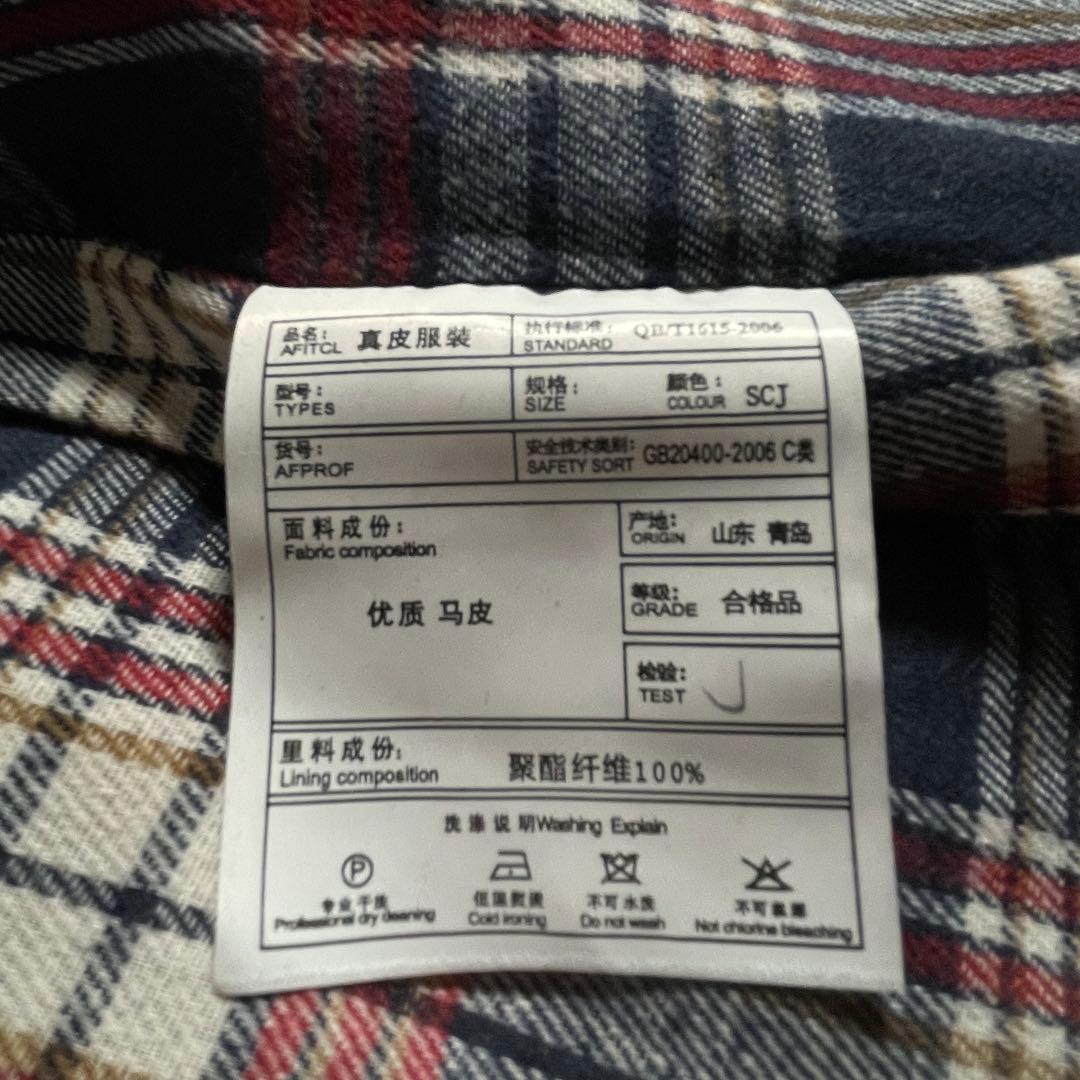 品名: 真皮服装 执行标准: QB/T1615-2006
AFITCL STANDARD
型号: 规格: 颜色: SCJ
TYPES SIZE COLOUR
货号: 安全技术类别: GB20400-2006 C类
AFPROF SAFETY SORT
面料成份:
Fabric composition
优质 马皮
产地: 山东 青岛
ORIGIN
等级: 合格品
GRADE
检验:
TEST
里料成份: 聚酯纤维100%
Lining composition
洗涤说明Washing Explain
P
专业干质 低温熨烫 不可水质 不可氯漂
Professional dry cleaning Cold ironing Do not wash Not chlorine bleaching